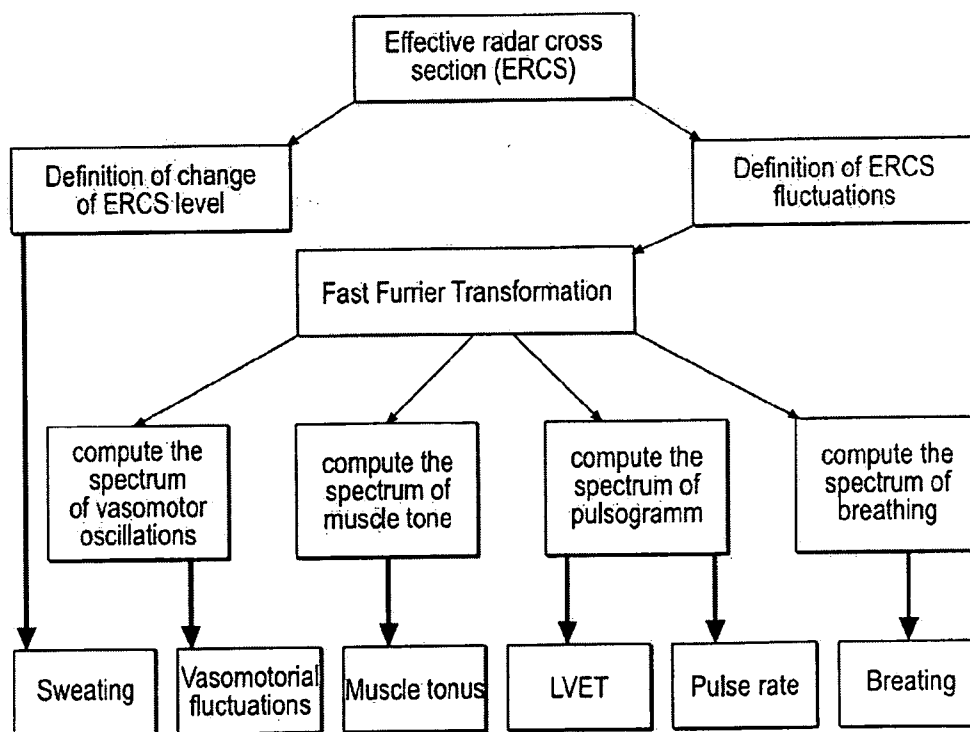 Effective radar cross
section (ERCS)
Definition of change
of ERCS level
Definition of ERCS
fluctuations
Fast Furrier Transformation
compute the
spectrum
of vasomotor
oscillations
compute the
spectrum of
muscle tone
compute the
spectrum of
pulsogramm
compute the
spectrum of
breathing
Sweating
Vasomotorial
fluctuations
Muscle tonus
LVET
Pulse rate
Breating